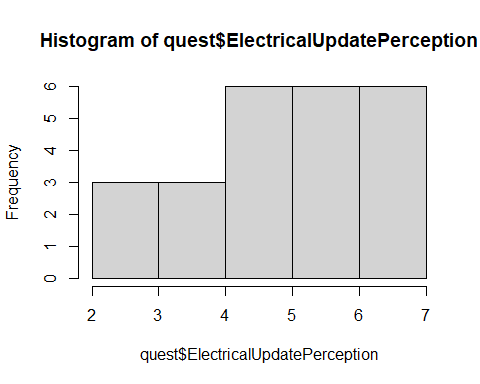 Histogram of quest$ElectricalUpdatePerception
Frequency
6
5
4
3
2
1
0
2 3 4 5 6 7
quest$ElectricalUpdatePerception